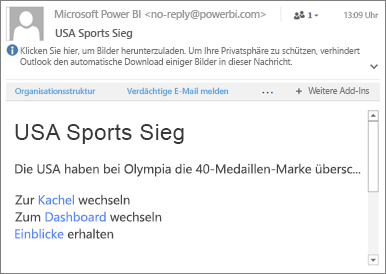 Microsoft Power BI <no-reply@powerbi.com>
1
13:09 Uhr
USA Sports Sieg
Klicken Sie hier, um Bilder herunterzuladen. Um Ihre Privatsphäre zu schützen, verhindert
Outlook den automatische Download einiger Bilder in dieser Nachricht.
Organisationsstruktur Verdächtige E-Mail melden ... + Weitere Add-Ins
USA Sports Sieg
Die USA haben bei Olympia die 40-Medaillen-Marke übersc...
Zur Kachel wechseln
Zum Dashboard wechseln
Einblicke erhalten